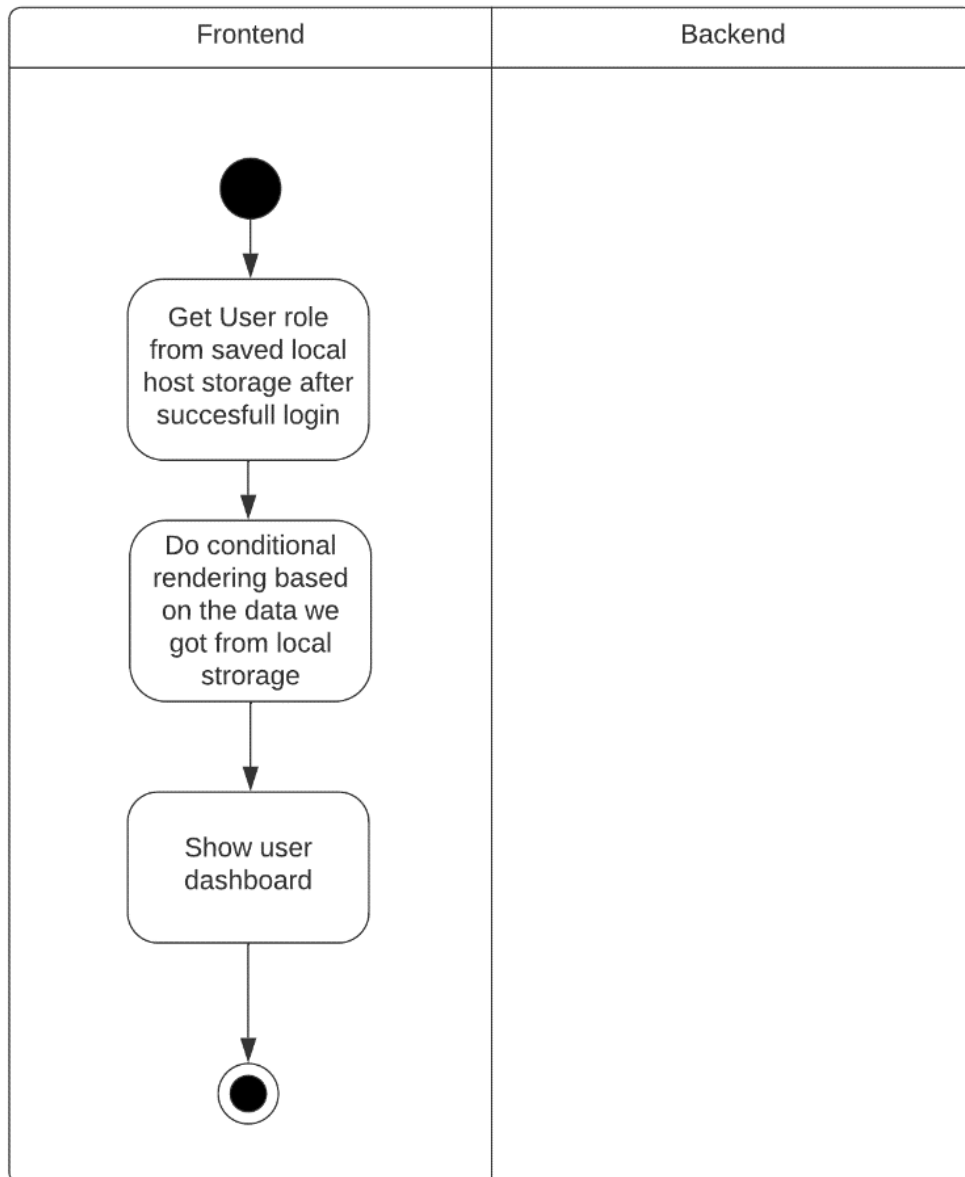 Frontend
Backend
Get User role
from saved local
host storage after
succesfull login
Do conditional
rendering based
on the data we
got from local
strorage
Show user
dashboard